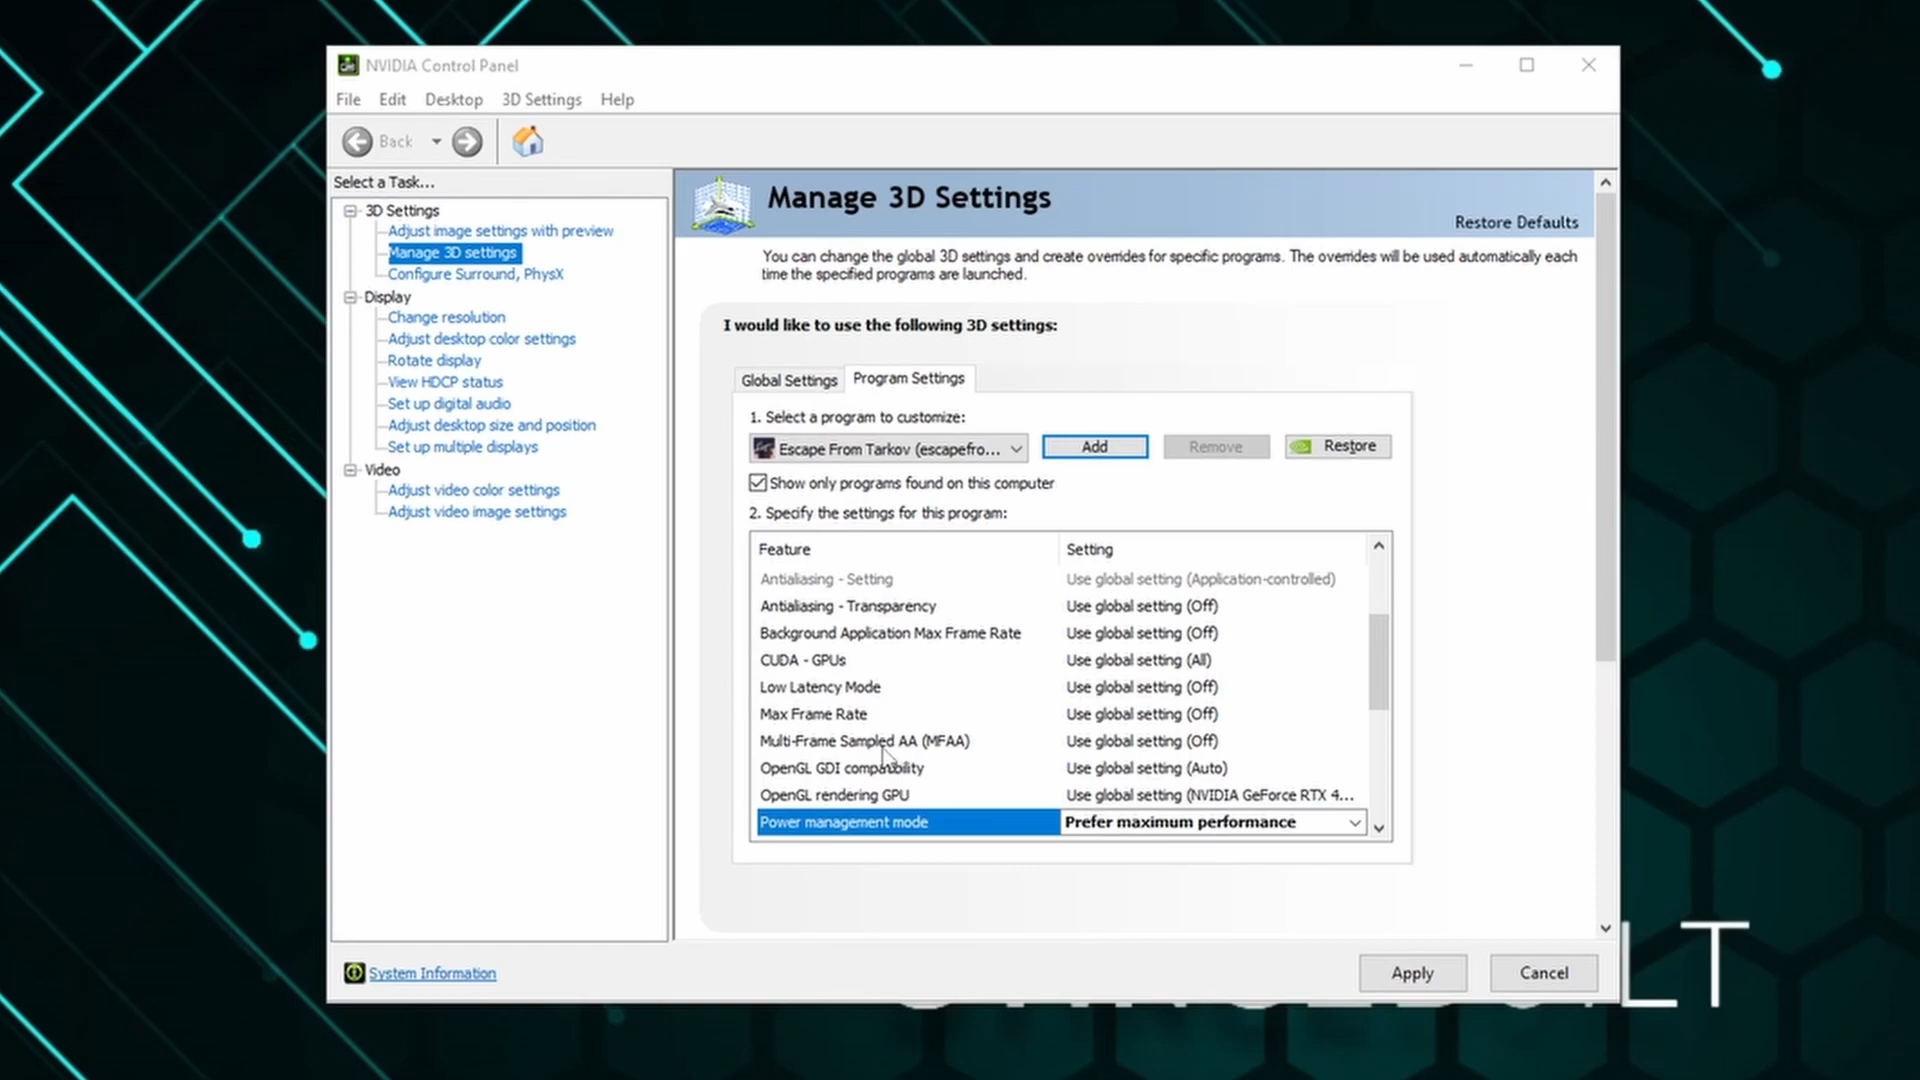 NVIDIA Control Panel
File Edit Desktop 3D Settings Help
Back
Select a Task...
3D Settings
Adjust image settings with preview
Manage 3D settings
Configure Surround, PhysX
Display
Change resolution
Adjust desktop color settings
Rotate display
View HDCP status
Set up digital audio
Adjust desktop size and position
Set up multiple displays
Video
Adjust video color settings
Adjust video image settings
System Information
Manage 3D Settings
Restore Defaults
You can change the global 3D settings and create overrides for specific programs. The overrides will be used automatically each
time the specified programs are launched.
I would like to use the following 3D settings:
Global Settings Program Settings
1. Select a program to customize:
Escape From Tarkov (escapefro... Add Remove Restore
Show only programs found on this computer
2. Specify the settings for this program:
Feature Setting
Antialiasing - Setting Use global setting (Application-controlled)
Antialiasing - Transparency Use global setting (Off)
Background Application Max Frame Rate Use global setting (Off)
CUDA - GPUs Use global setting (All)
Low Latency Mode Use global setting (Off)
Max Frame Rate Use global setting (Off)
Multi-Frame Sampled AA (MFAA) Use global setting (Off)
OpenGL GDI compatibility Use global setting (Auto)
OpenGL rendering GPU Use global setting (NVIDIA GeForce RTX 4...
Power management mode Prefer maximum performance
Apply Cancel